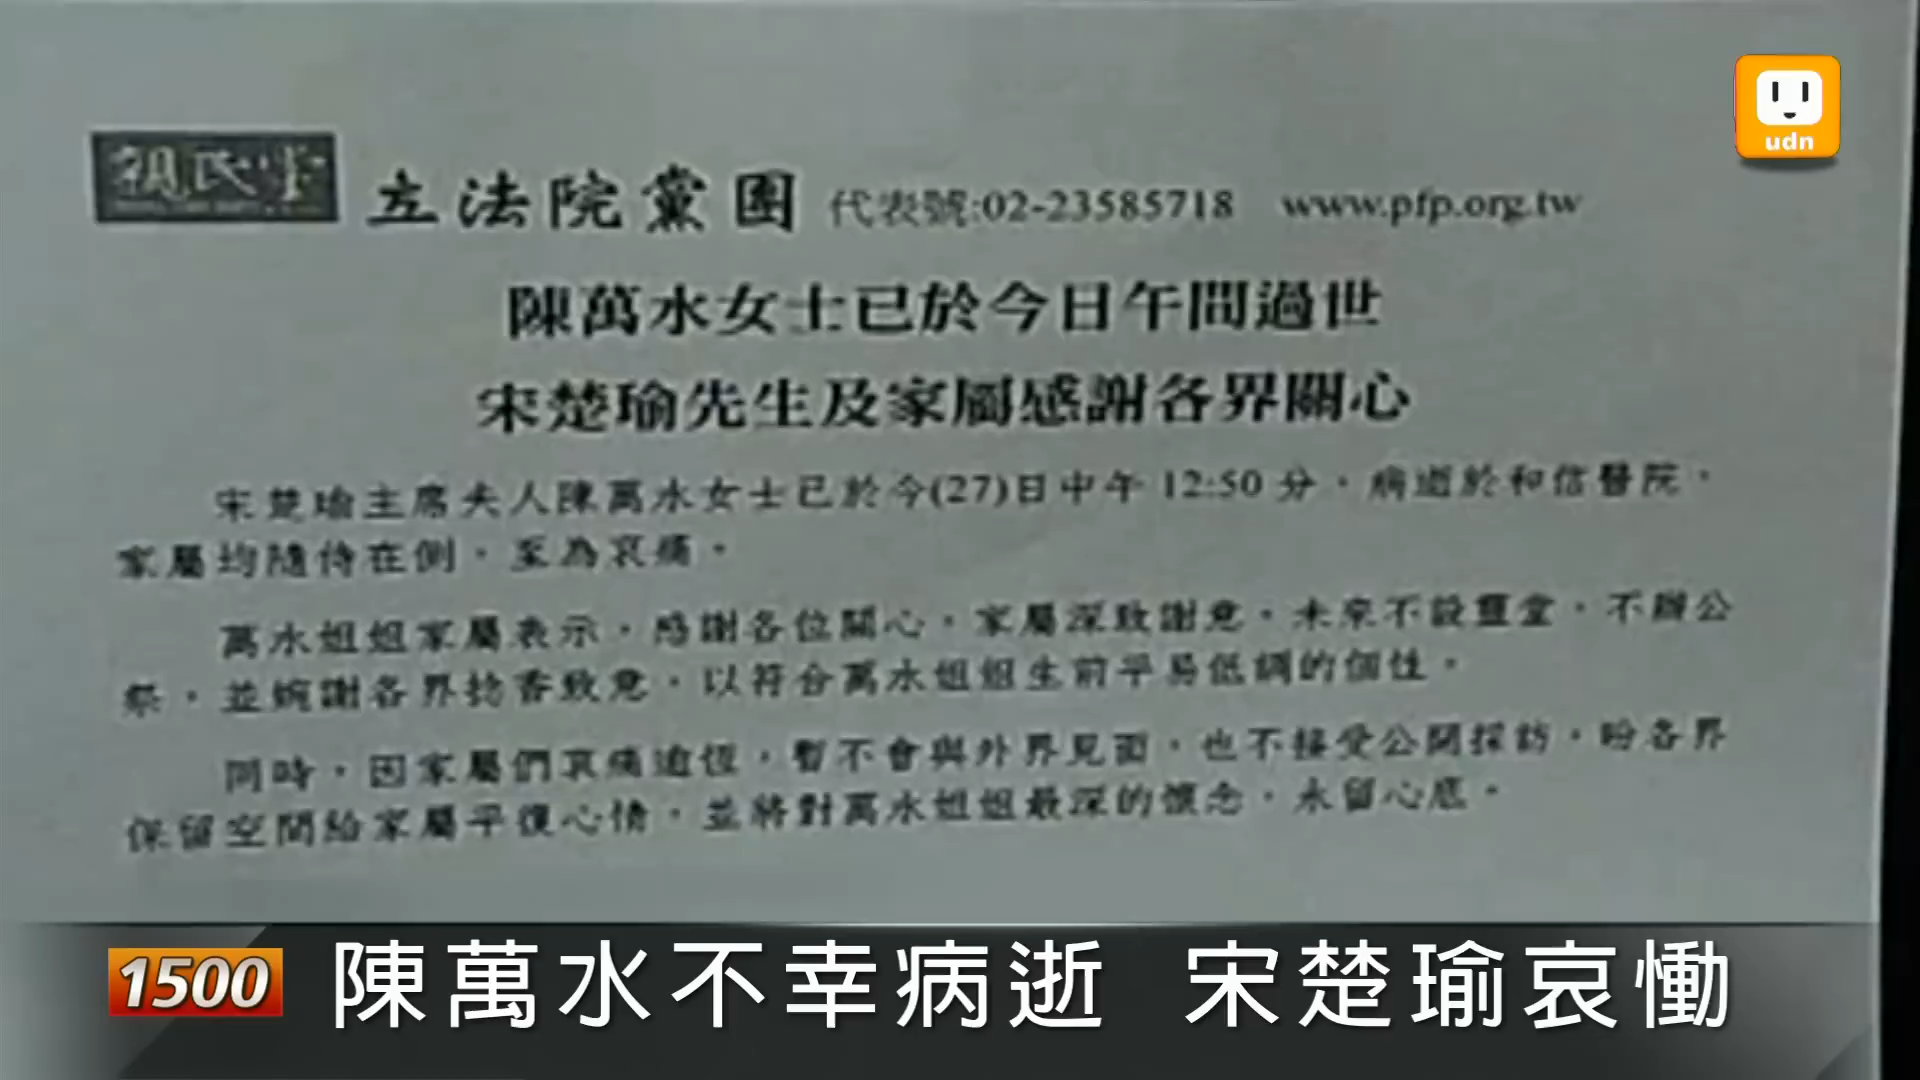 udn
親民黨 立法院黨團 代表號:02-23585718 www.pfp.org.tw
陳萬水女士已於今日午間過世
宋楚瑜先生及家屬感謝各界關心
宋楚瑜主席夫人陳萬水女士已於今(27)日中午 12:50 分，病逝於和信醫院，
家屬均隨侍在側，至為哀痛。
萬水姐姐家屬表示，感謝各位關心，家屬深致謝意。未來不設靈堂，不辦公
祭，並婉謝各界捻香致意，以符合萬水姐姐生前平易低調的個性。
同時，因家屬們哀痛逾恆，暫不會與外界見面，也不接受公開採訪，盼各界
保留空間給家屬平復心情，並將對萬水姐姐最深的懷念，永留心底。
1500 陳萬水不幸病逝 宋楚瑜哀慟